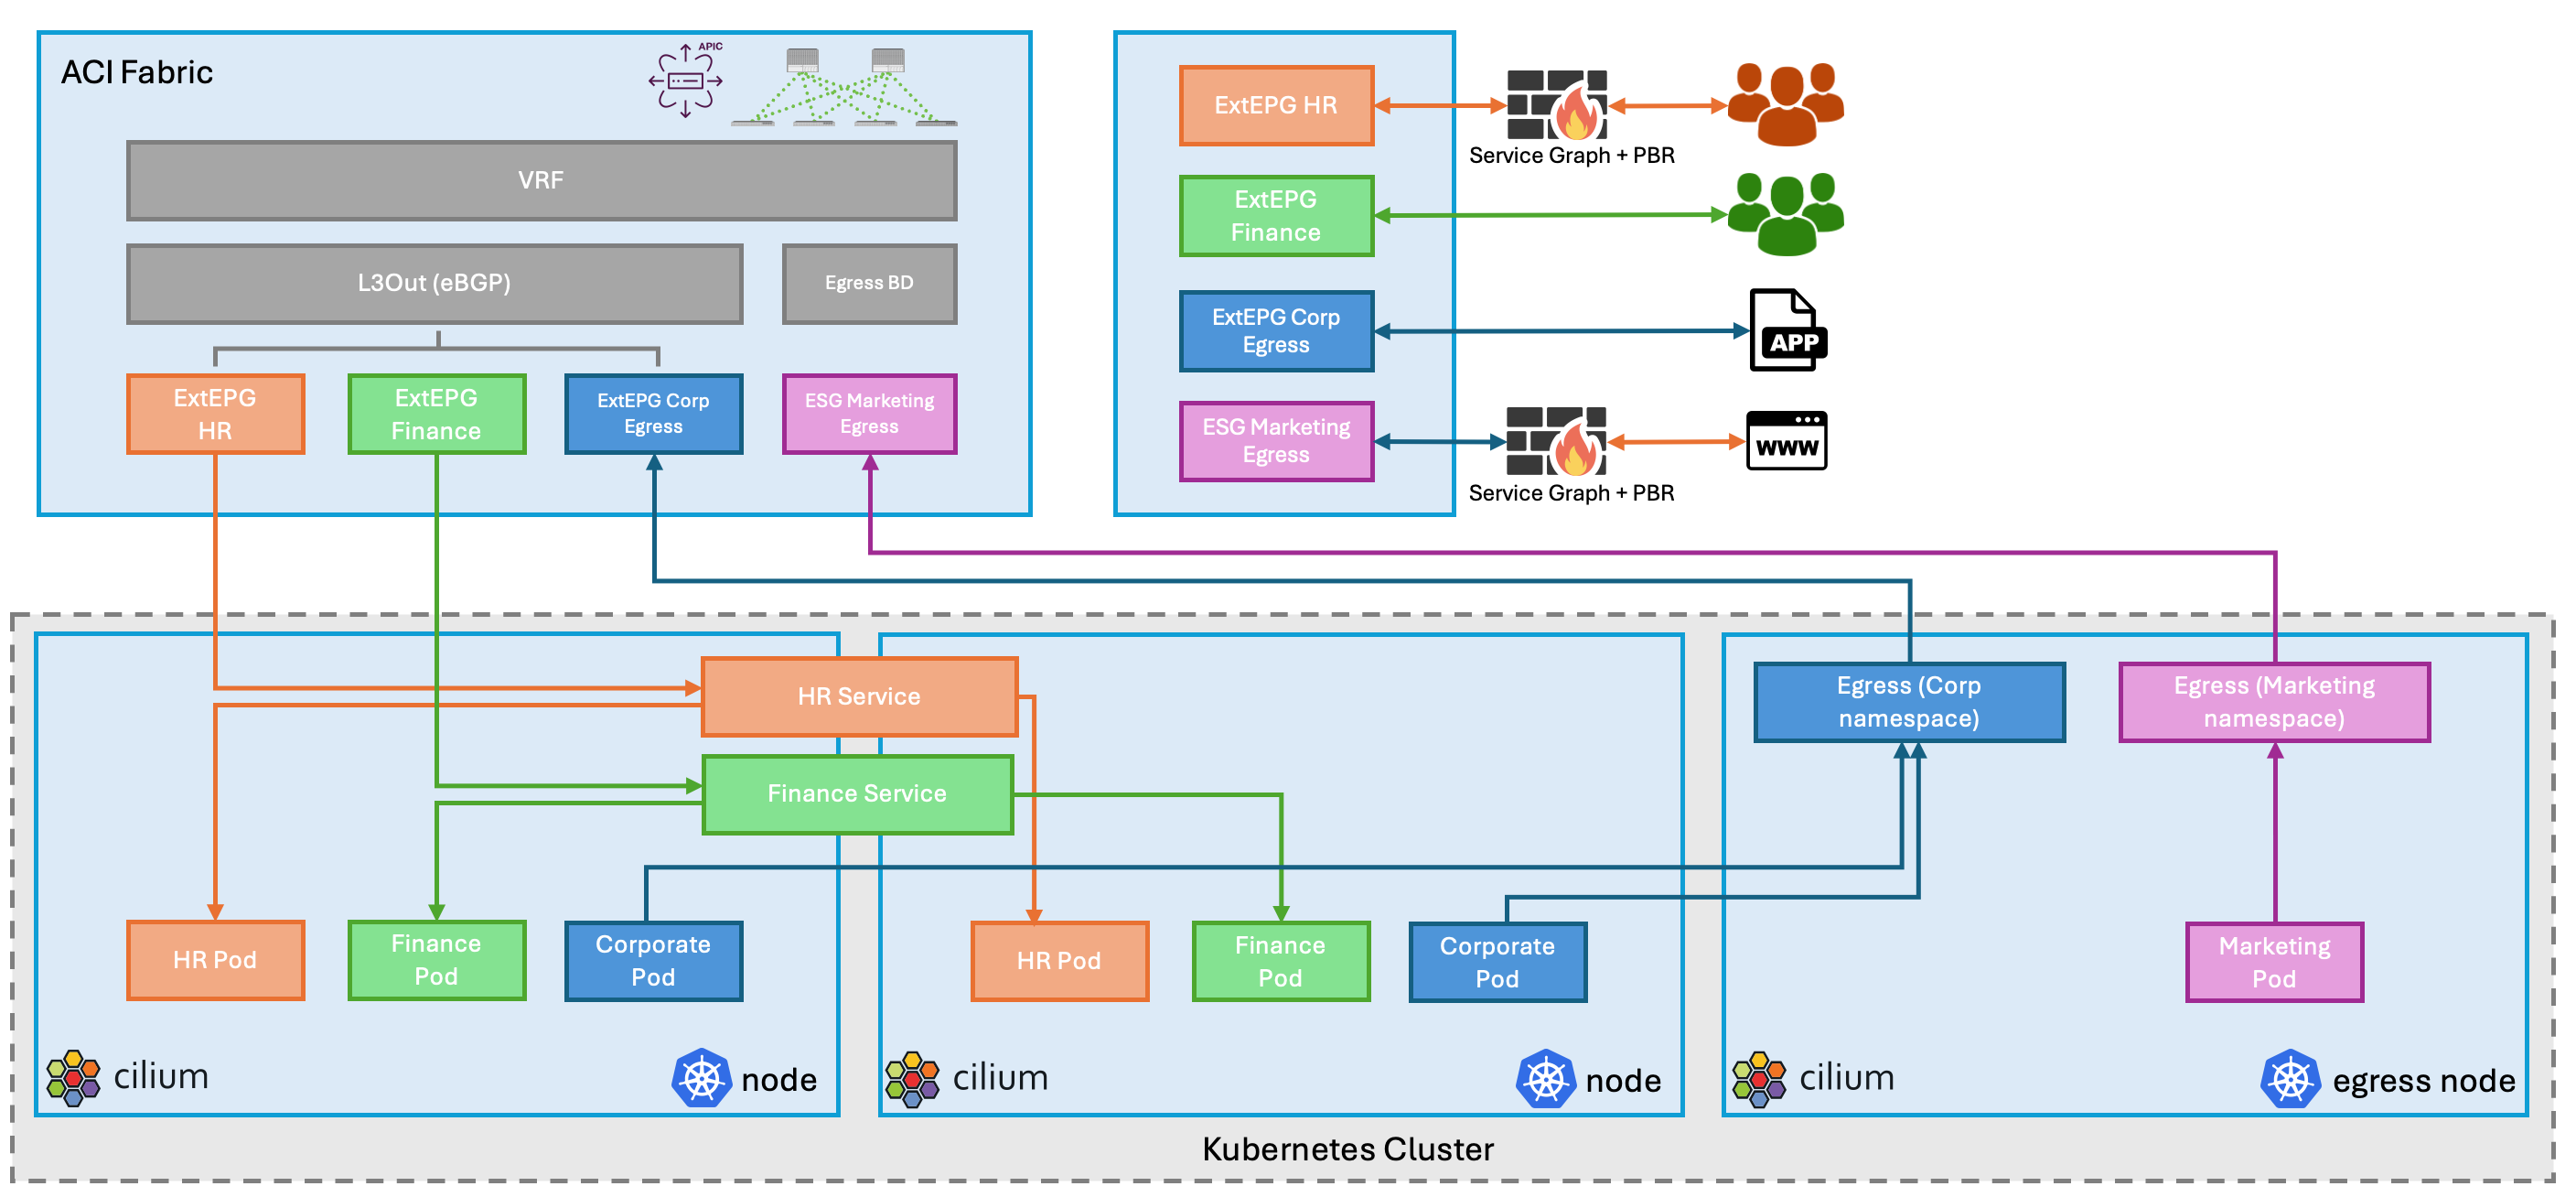 ACI Fabric
APIC
VRF
L3Out (eBGP)
Egress BD
ExtEPG
HR
ExtEPG
Finance
ExtEPG Corp
Egress
ESG Marketing
Egress
ExtEPG HR
Service Graph + PBR
ExtEPG
Finance
ExtEPG Corp
Egress
APP
ESG Marketing
Egress
www
Service Graph + PBR
HR Service
Finance Service
Egress (Corp
namespace)
Egress (Marketing
namespace)
HR Pod
Finance
Pod
Corporate
Pod
HR Pod
Finance
Pod
Corporate
Pod
Marketing
Pod
cilium
node
cilium
node
cilium
egress node
Kubernetes Cluster